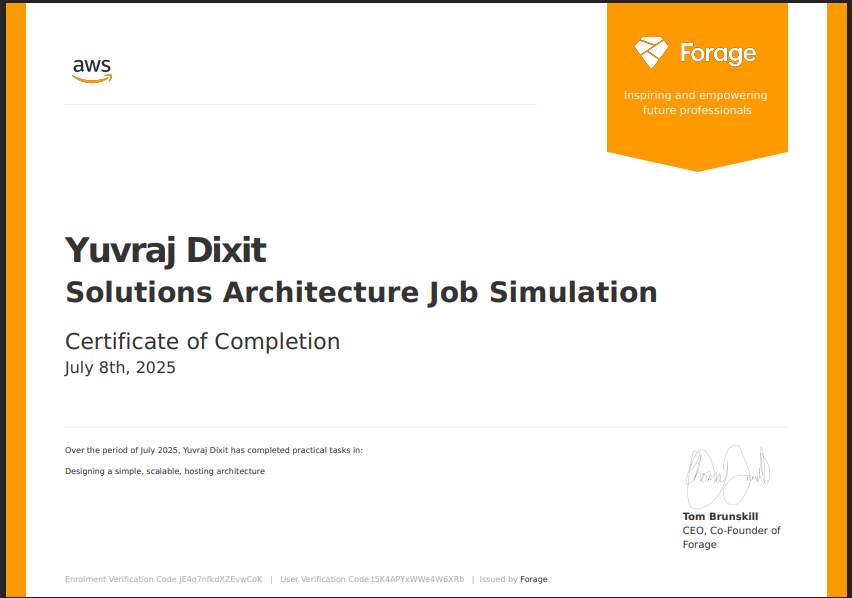 aws
Forage
Inspiring and empowering
future professionals
Yuvraj Dixit
Solutions Architecture Job Simulation
Certificate of Completion
July 8th, 2025
Over the period of July 2025, Yuvraj Dixit has completed practical tasks in:
Designing a simple, scalable, hosting architecture
Tom Brunskill
CEO, Co-Founder of
Forage
Enrolment Verification Code JE4o7nfkdXZEvwCoK | User Verification Code t5K4APYxWWe4W6XRb | Issued by Forage